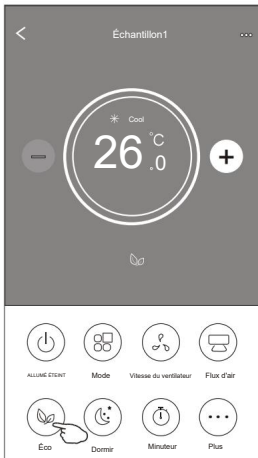 Échantillon1
Cool
26 °C
.0
ALLUMÉ ÉTEINT
Mode
Vitesse du ventilateur
Flux d'air
Éco
Dormir
Minuteur
Plus